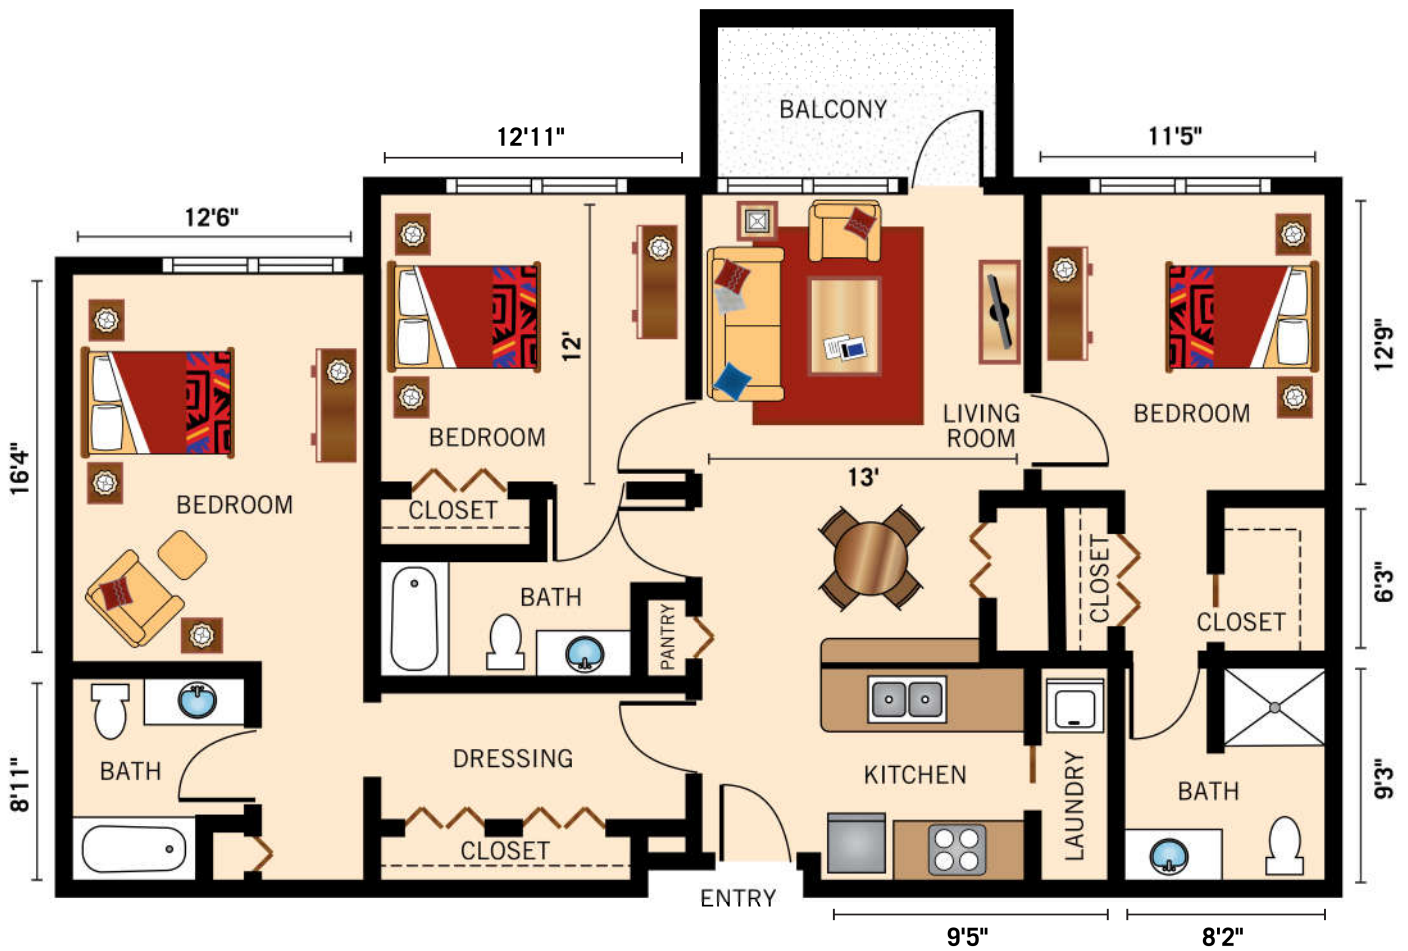 BALCONY
12'11"
11'5"
12'6"
12'
12'9"
LIVING
ROOM
BEDROOM
BEDROOM
13'
16'4"
BEDROOM
CLOSET
CLOSET
6'3"
BATH
PANTRY
CLOSET
DRESSING
KITCHEN
LAUNDRY
BATH
8'11"
BATH
9'3"
CLOSET
ENTRY
9'5"
8'2"